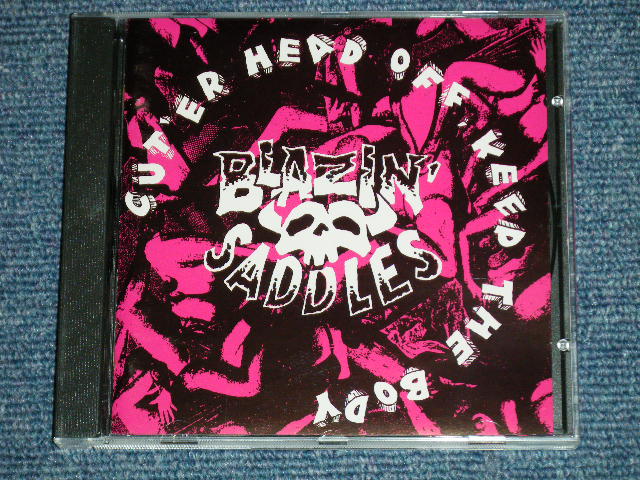 CUT'ER HEAD OFF, KEEP THE BODY
BLAZIN'
SADDLES